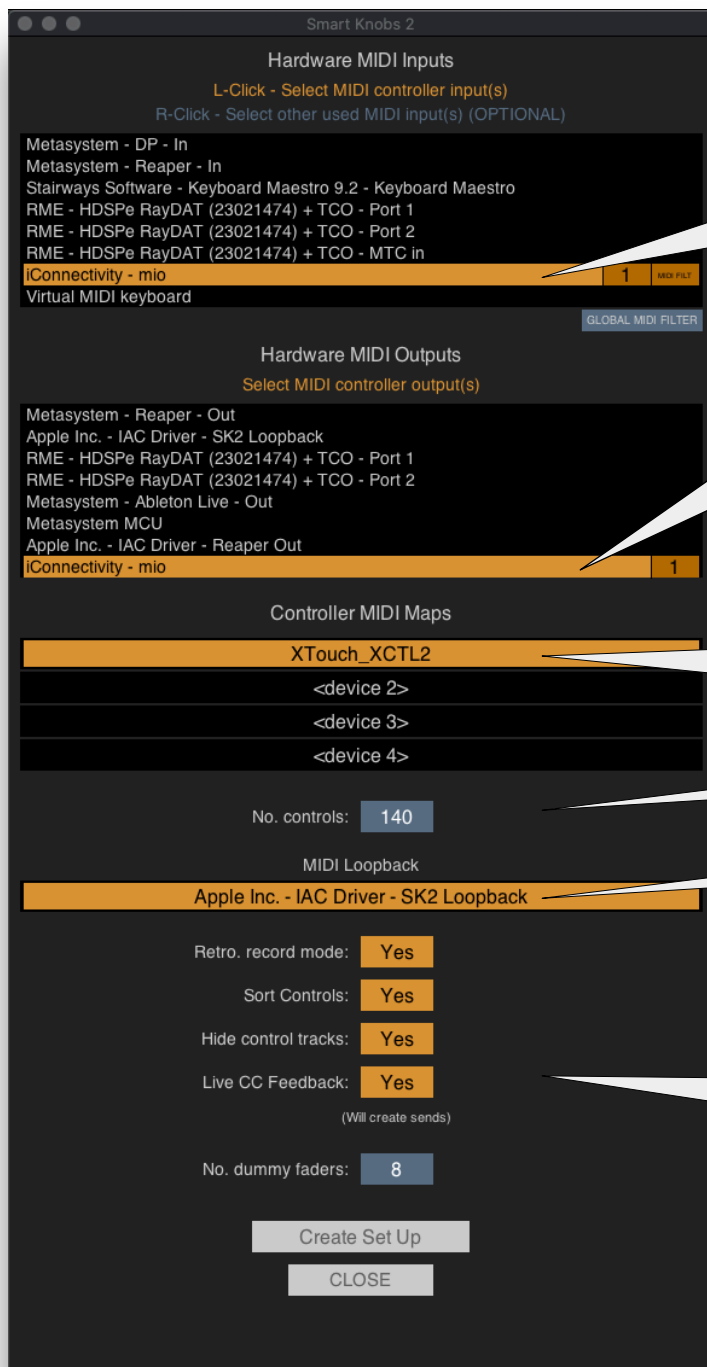 Smart Knobs 2
Hardware MIDI Inputs
L-Click - Select MIDI controller input(s)
R-Click - Select other used MIDI input(s) (OPTIONAL)
Metasystem - DP - In
Metasystem - Reaper - In
Stairways Software - Keyboard Maestro 9.2 - Keyboard Maestro
RME - HDSPe RayDAT (23021474) + TCO - Port 1
RME - HDSPe RayDAT (23021474) + TCO - Port 2
RME - HDSPe RayDAT (23021474) + TCO - MTC in
iConnectivity - mio 1 MIDI FILT
Virtual MIDI keyboard
GLOBAL MIDI FILTER
Hardware MIDI Outputs
Select MIDI controller output(s)
Metasystem - Reaper - Out
Apple Inc. - IAC Driver - SK2 Loopback
RME - HDSPe RayDAT (23021474) + TCO - Port 1
RME - HDSPe RayDAT (23021474) + TCO - Port 2
Metasystem - Ableton Live - Out
Metasystem MCU
Apple Inc. - IAC Driver - Reaper Out
iConnectivity - mio 1
Controller MIDI Maps
XTouch_XCTL2
<device 2>
<device 3>
<device 4>
No. controls: 140
MIDI Loopback
Apple Inc. - IAC Driver - SK2 Loopback
Retro. record mode: Yes
Sort Controls: Yes
Hide control tracks: Yes
Live CC Feedback: Yes
(Will create sends)
No. dummy faders: 8
Create Set Up
CLOSE